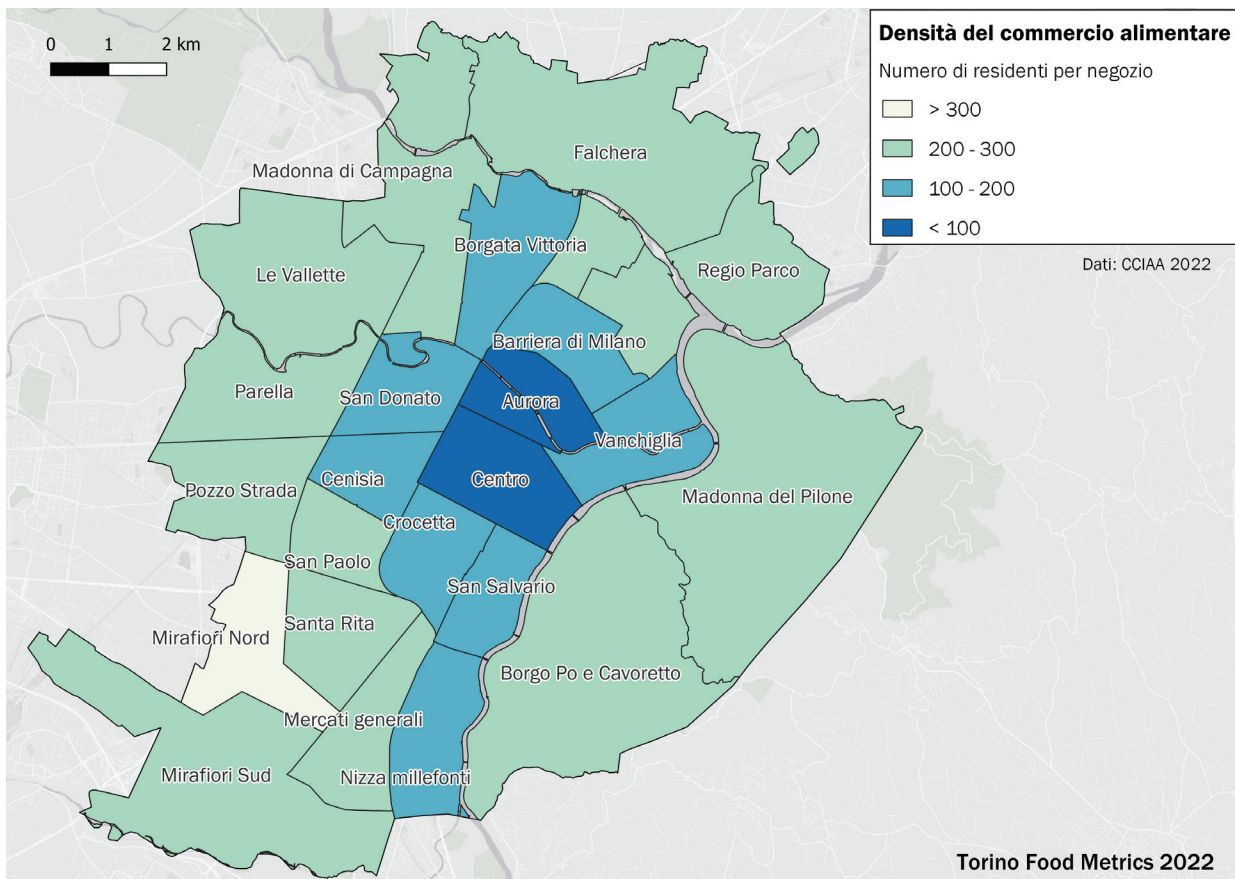 0 1 2 km
Densità del commercio alimentare
Numero di residenti per negozio
> 300
200 - 300
100 - 200
< 100
Dati: CCIAA 2022
Falchera
Madonna di Campagna
Borgata Vittoria
Regio Parco
Le Vallette
Barriera di Milano
Parella
San Donato
Aurora
Vanchiglia
Cenisia
Centro
Pozzo Strada
Madonna del Pilone
Crocetta
San Paolo
San Salvario
Santa Rita
Mirafiori Nord
Borgo Po e Cavoretto
Mercati generali
Mirafiori Sud
Nizza millefonti
Torino Food Metrics 2022